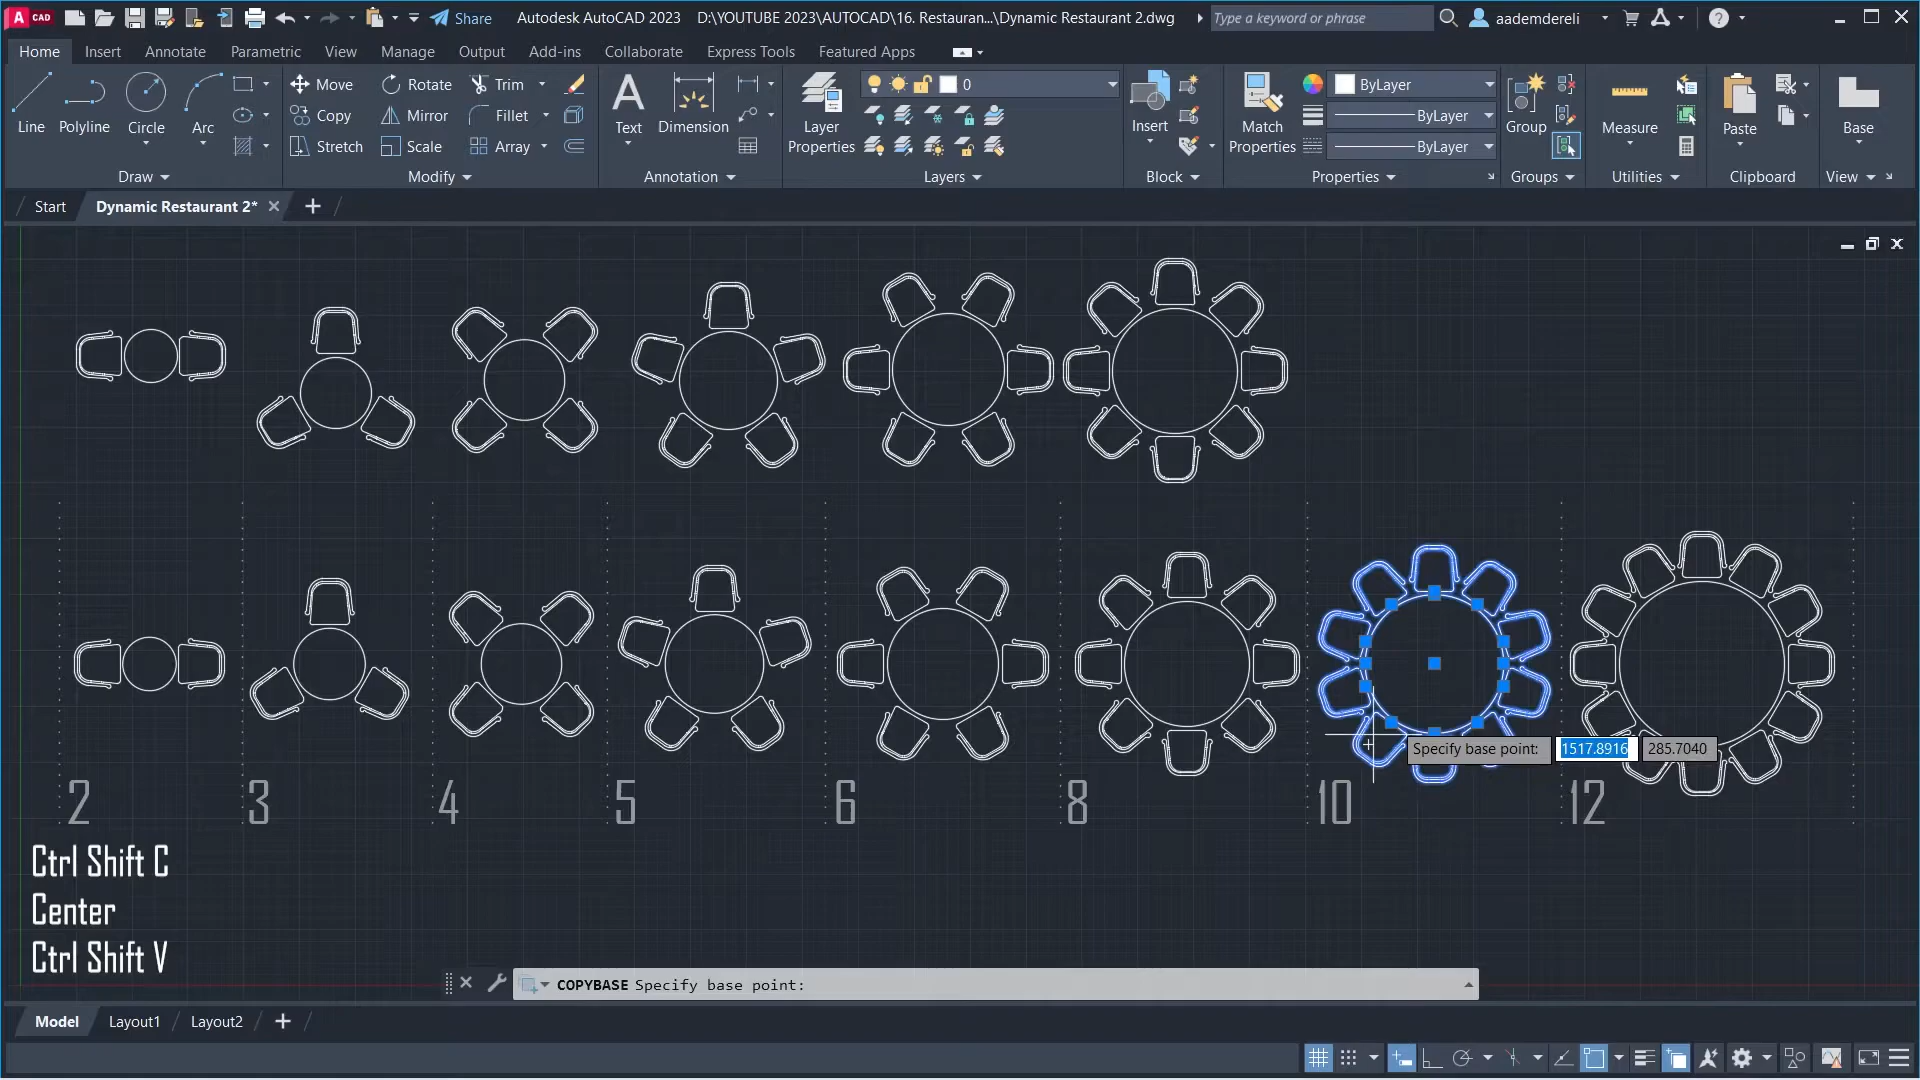 A CAD
Share
Autodesk AutoCAD 2023 D:\YOUTUBE 2023\AUTOCAD\16. Restauran...\Dynamic Restaurant 2.dwg
Type a keyword or phrase
aademdereli
Home Insert Annotate Parametric View Manage Output Add-ins Collaborate Express Tools Featured Apps
Line Polyline Circle Arc
Move Rotate Trim
Copy Mirror Fillet
Stretch Scale Array
Text Dimension
Layer Properties
0
Insert
Match Properties
ByLayer
ByLayer
ByLayer
Group
Measure
Paste
Base
Draw Modify Annotation Layers Block Properties Groups Utilities Clipboard View
Start Dynamic Restaurant 2*
Specify base point: 1517.8916 285.7040
2 3 4 5 6 8 10 12
Ctrl Shift C
Center
Ctrl Shift V
COPYBASE Specify base point:
Model Layout1 Layout2